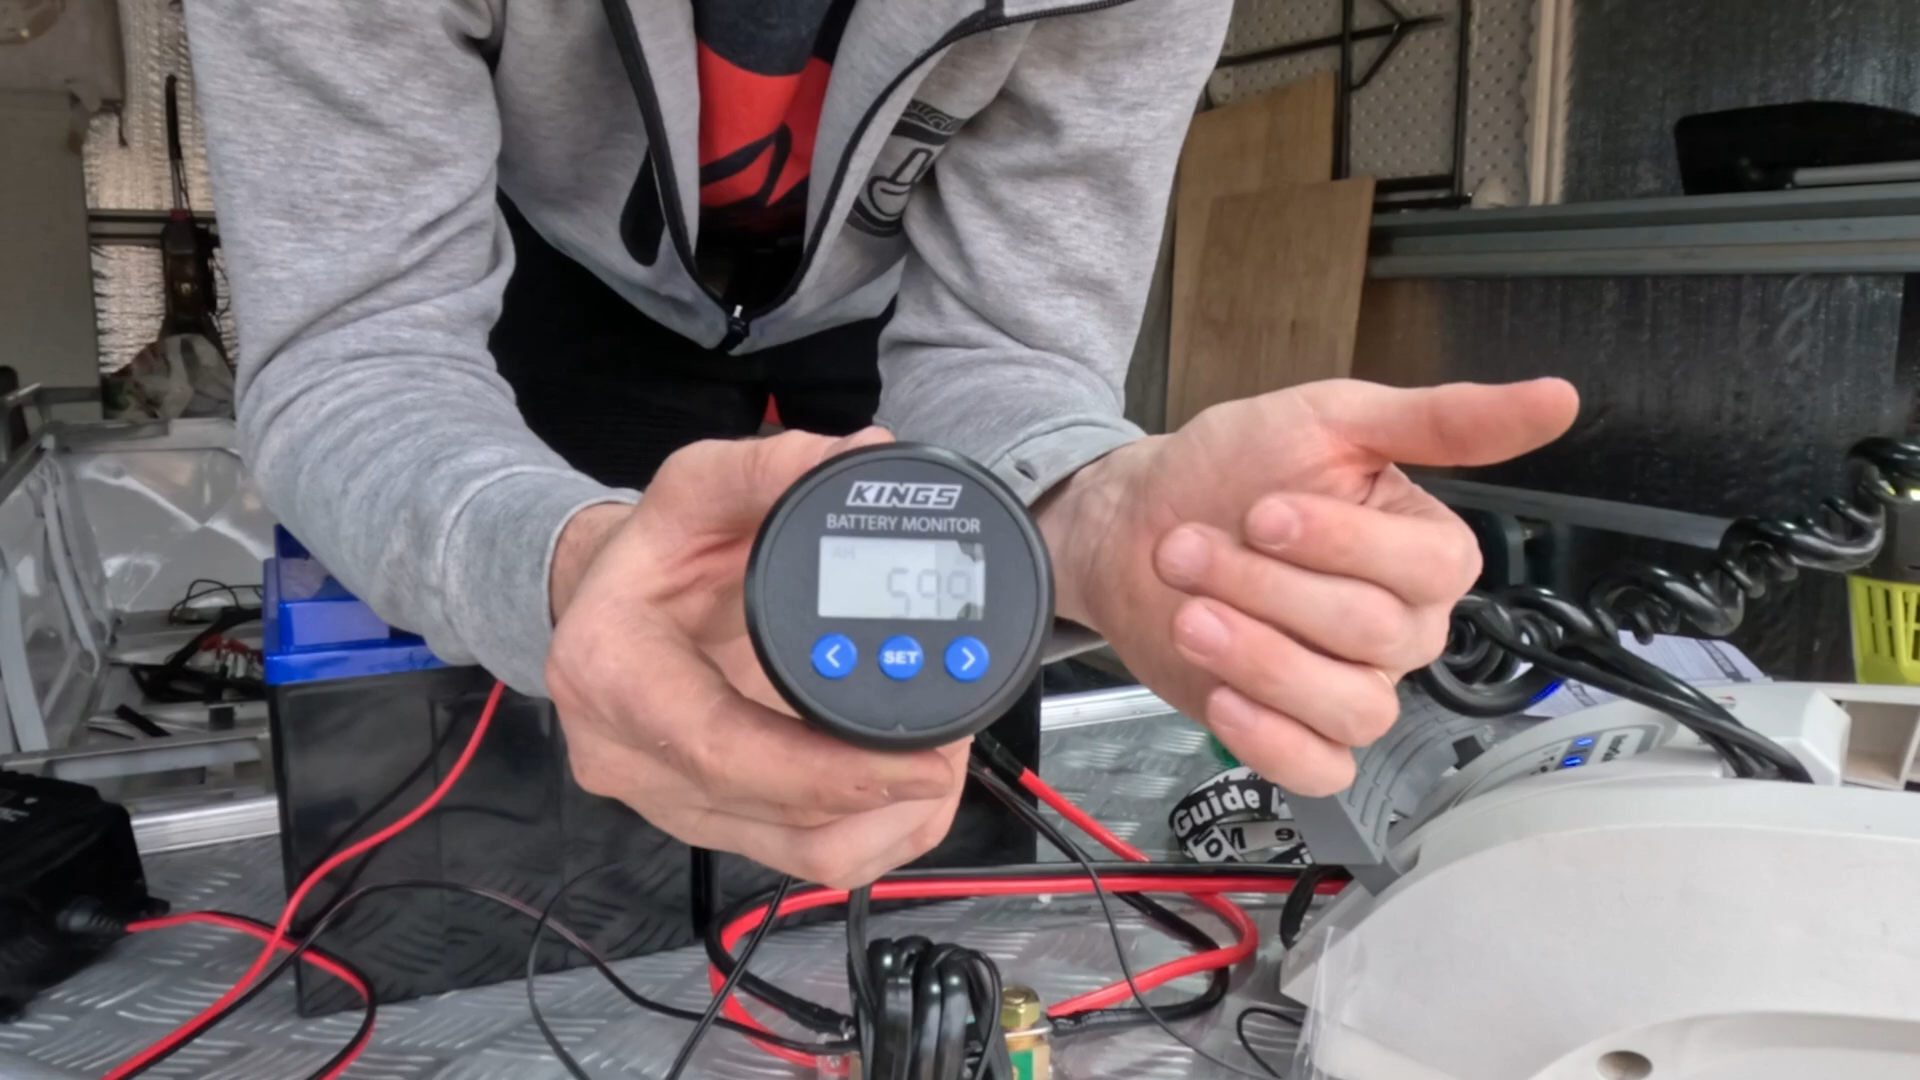 KINGS
BATTERY MONITOR
AH
599
<
SET
>
Guide